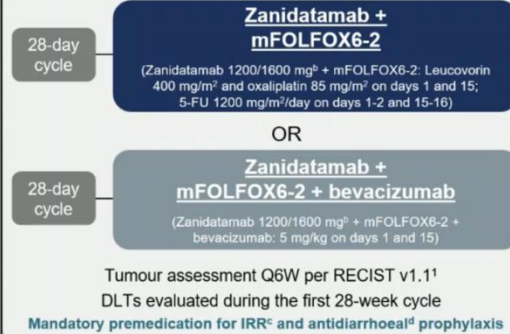 28-day
cycle
Zanidatamab +
mFOLFOX6-2
(Zanidatamab 1200/1600 mgᵇ + mFOLFOX6-2: Leucovorin
400 mg/m² and oxaliplatin 85 mg/m² on days 1 and 15;
5-FU 1200 mg/m²/day on days 1-2 and 15-16)
OR
28-day
cycle
Zanidatamab +
mFOLFOX6-2 + bevacizumab
(Zanidatamab 1200/1600 mgᵇ + mFOLFOX6-2 +
bevacizumab: 5 mg/kg on days 1 and 15)
Tumour assessment Q6W per RECIST v1.1¹
DLTs evaluated during the first 28-week cycle
Mandatory premedication for IRRᶜ and antidiarrhoealᵈ prophylaxis